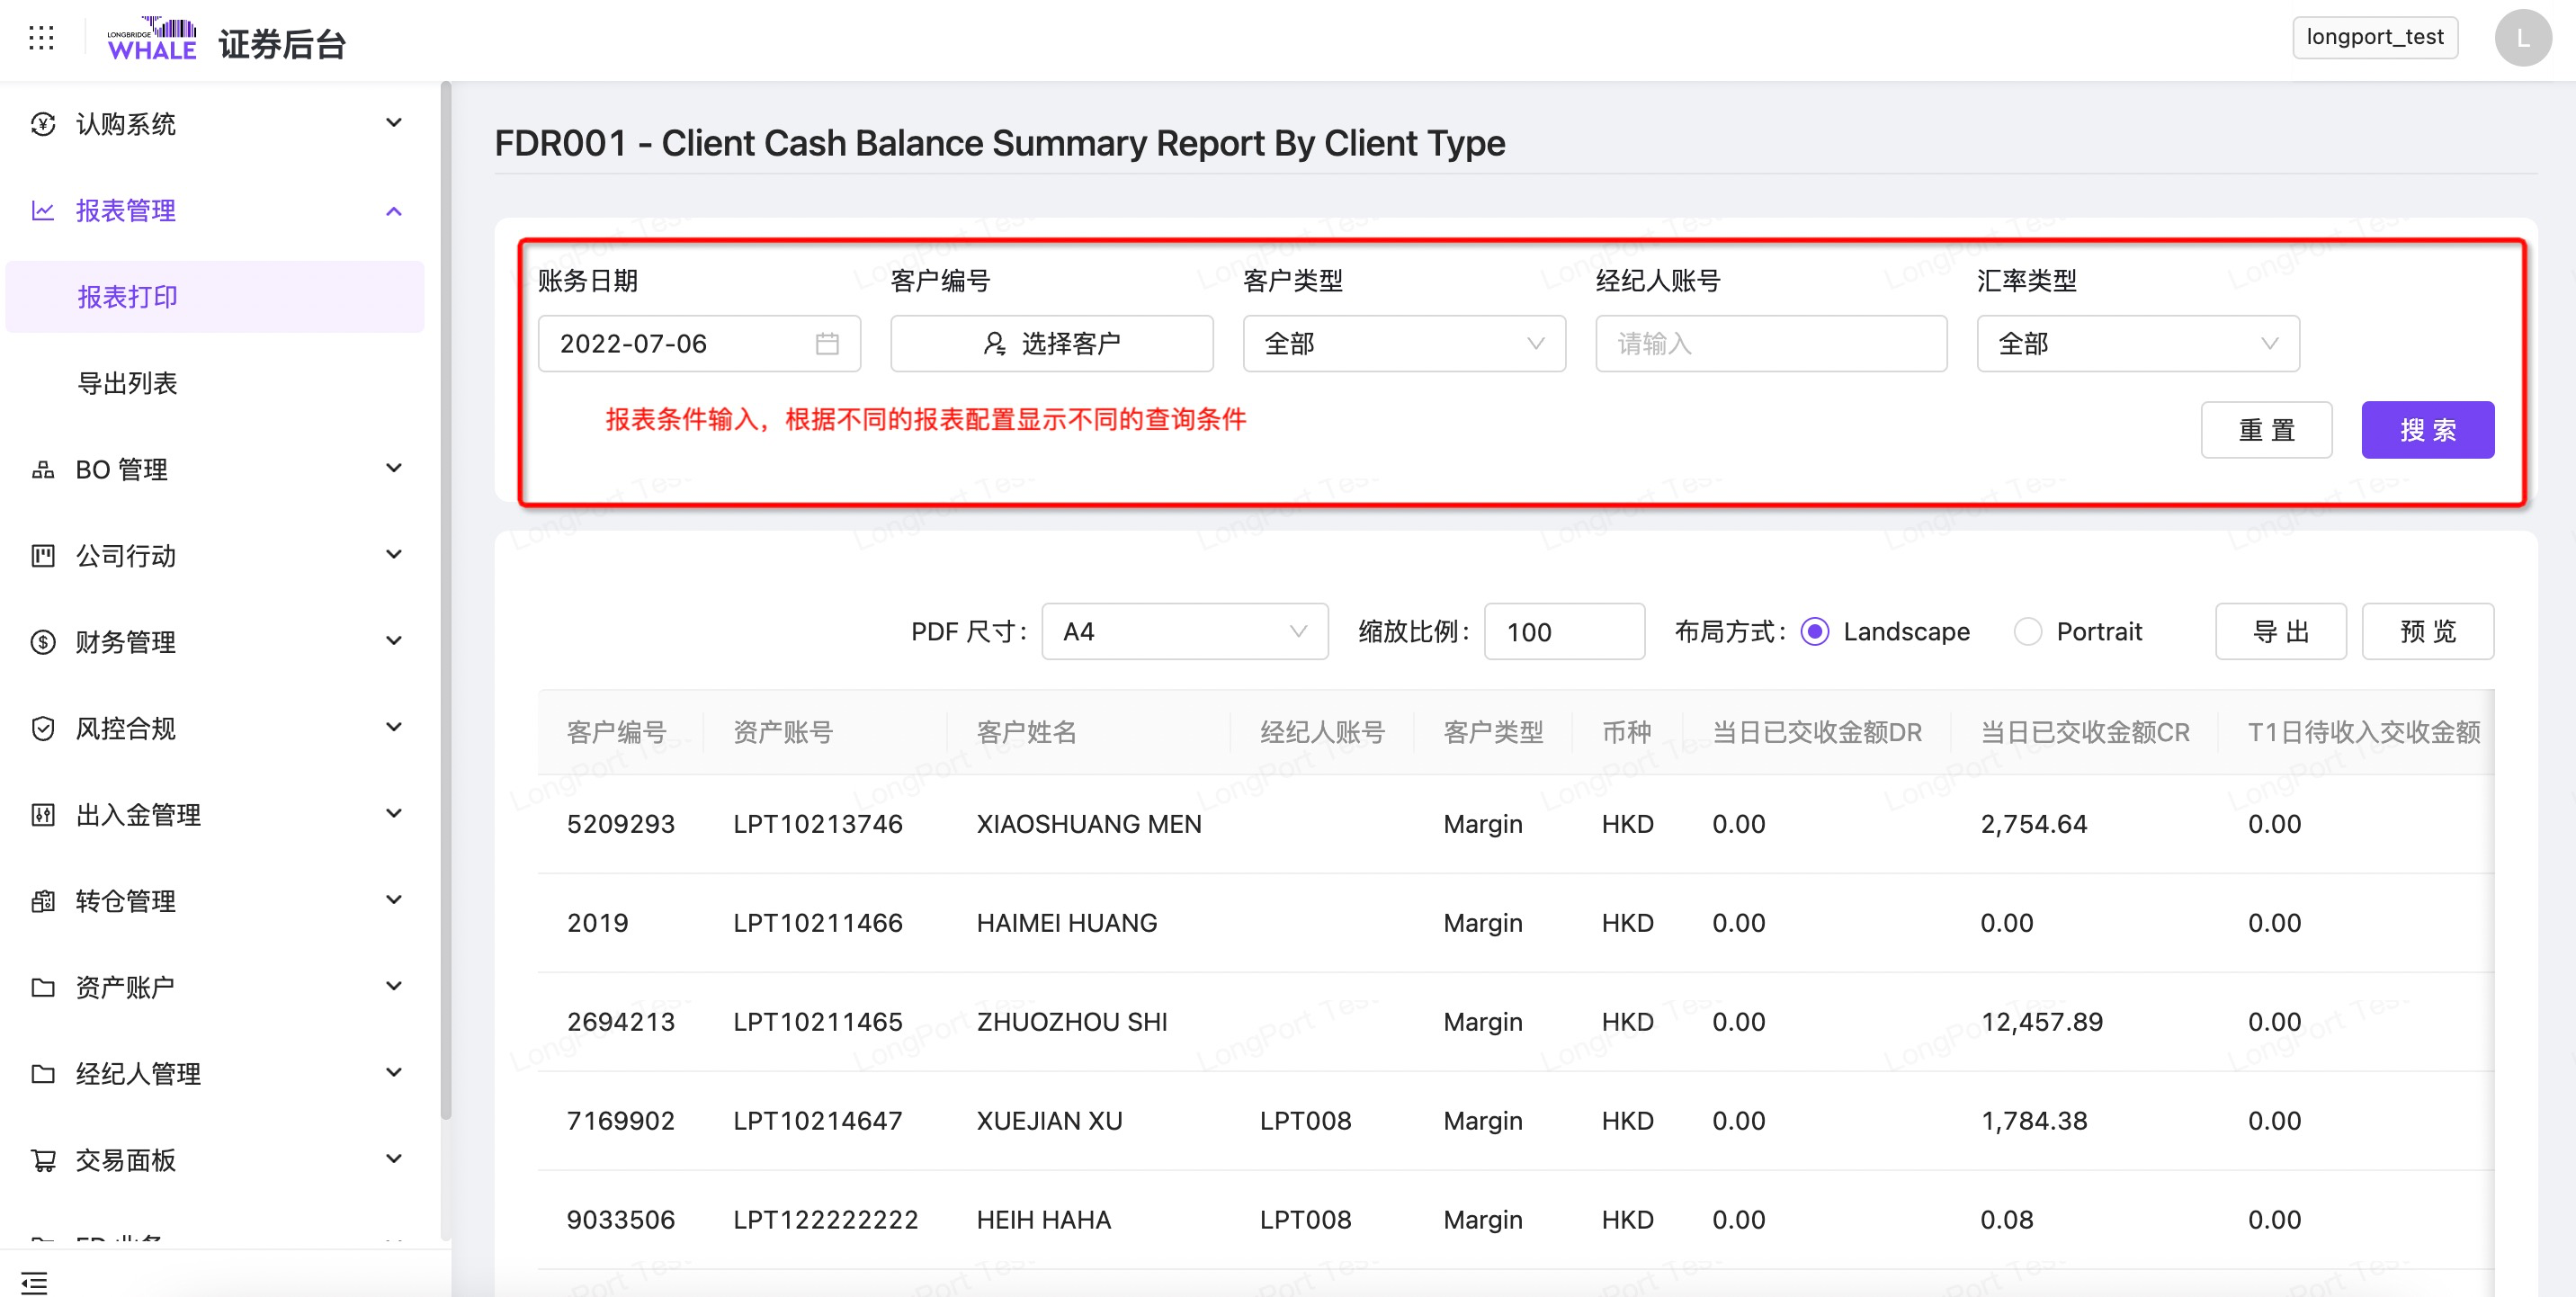 LONGBRIDGE
WHALE
证券后台
longport_test
L
认购系统
报表管理
报表打印
导出列表
BO 管理
公司行动
财务管理
风控合规
出入金管理
转仓管理
资产账户
经纪人管理
交易面板
FDR001 - Client Cash Balance Summary Report By Client Type
账务日期 客户编号 客户类型 经纪人账号 汇率类型
2022-07-06 选择客户 全部 请输入 全部
报表条件输入，根据不同的报表配置显示不同的查询条件
重 置 搜 索
PDF 尺寸： A4 缩放比例： 100 布局方式： Landscape Portrait 导 出 预 览
客户编号 资产账号 客户姓名 经纪人账号 客户类型 币种 当日已交收金额DR 当日已交收金额CR T1日待收入交收金额
5209293 LPT10213746 XIAOSHUANG MEN Margin HKD 0.00 2,754.64 0.00
2019 LPT10211466 HAIMEI HUANG Margin HKD 0.00 0.00 0.00
2694213 LPT10211465 ZHUOZHOU SHI Margin HKD 0.00 12,457.89 0.00
7169902 LPT10214647 XUEJIAN XU LPT008 Margin HKD 0.00 1,784.38 0.00
9033506 LPT122222222 HEIH HAHA LPT008 Margin HKD 0.00 0.08 0.00